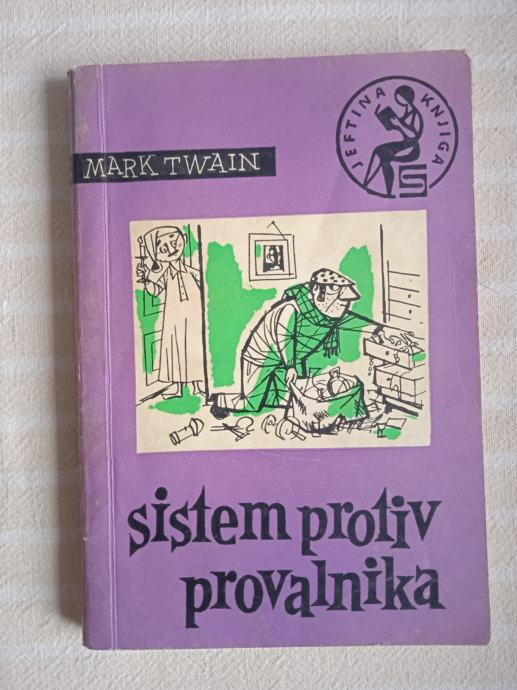 JEFTINA KNJIGA
S
MARK TWAIN
sistem protiv
provalnika